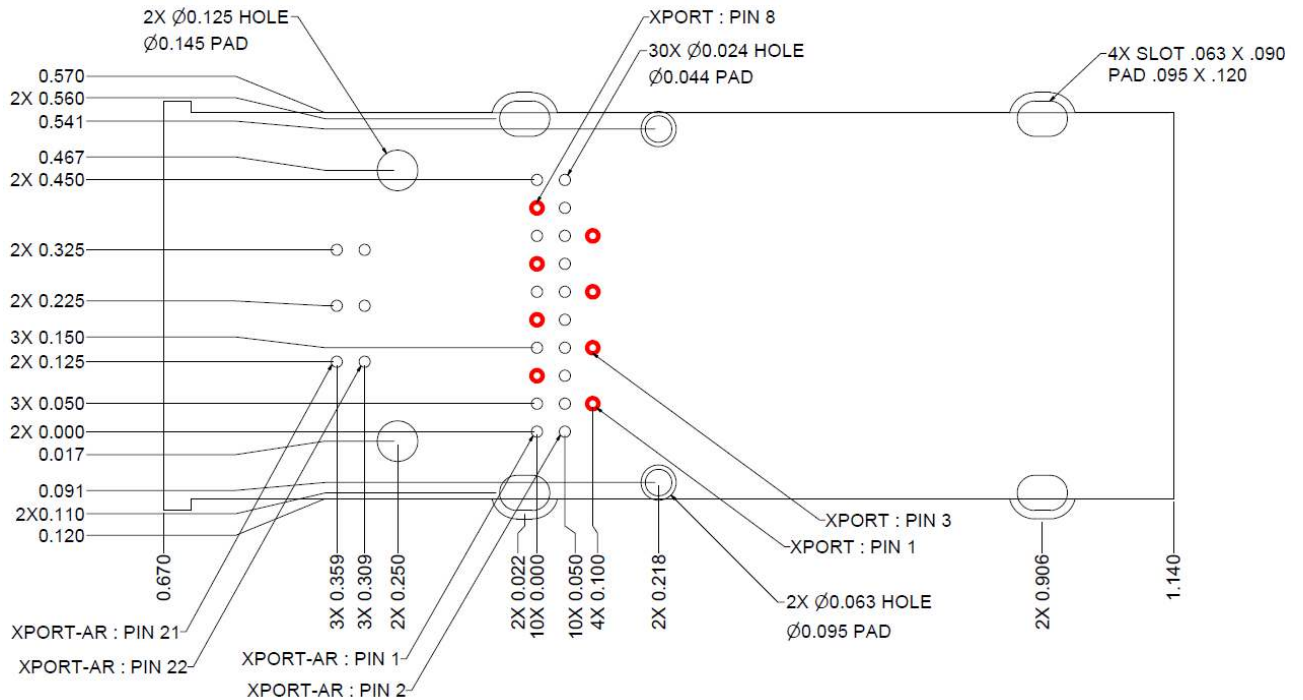 2X Ø0.125 HOLE
Ø0.145 PAD
XPORT : PIN 8
30X Ø0.024 HOLE
Ø0.044 PAD
4X SLOT .063 X .090
PAD .095 X .120
0.570
2X 0.560
0.541
0.467
2X 0.450
2X 0.325
2X 0.225
3X 0.150
2X 0.125
3X 0.050
2X 0.000
0.017
0.091
2X0.110
0.120
0.670
3X 0.359
3X 0.309
2X 0.250
2X 0.022
10X 0.000
10X 0.050
4X 0.100
2X 0.218
2X 0.906
1.140
XPORT : PIN 3
XPORT : PIN 1
2X Ø0.063 HOLE
Ø0.095 PAD
XPORT-AR : PIN 21
XPORT-AR : PIN 22
XPORT-AR : PIN 1
XPORT-AR : PIN 2